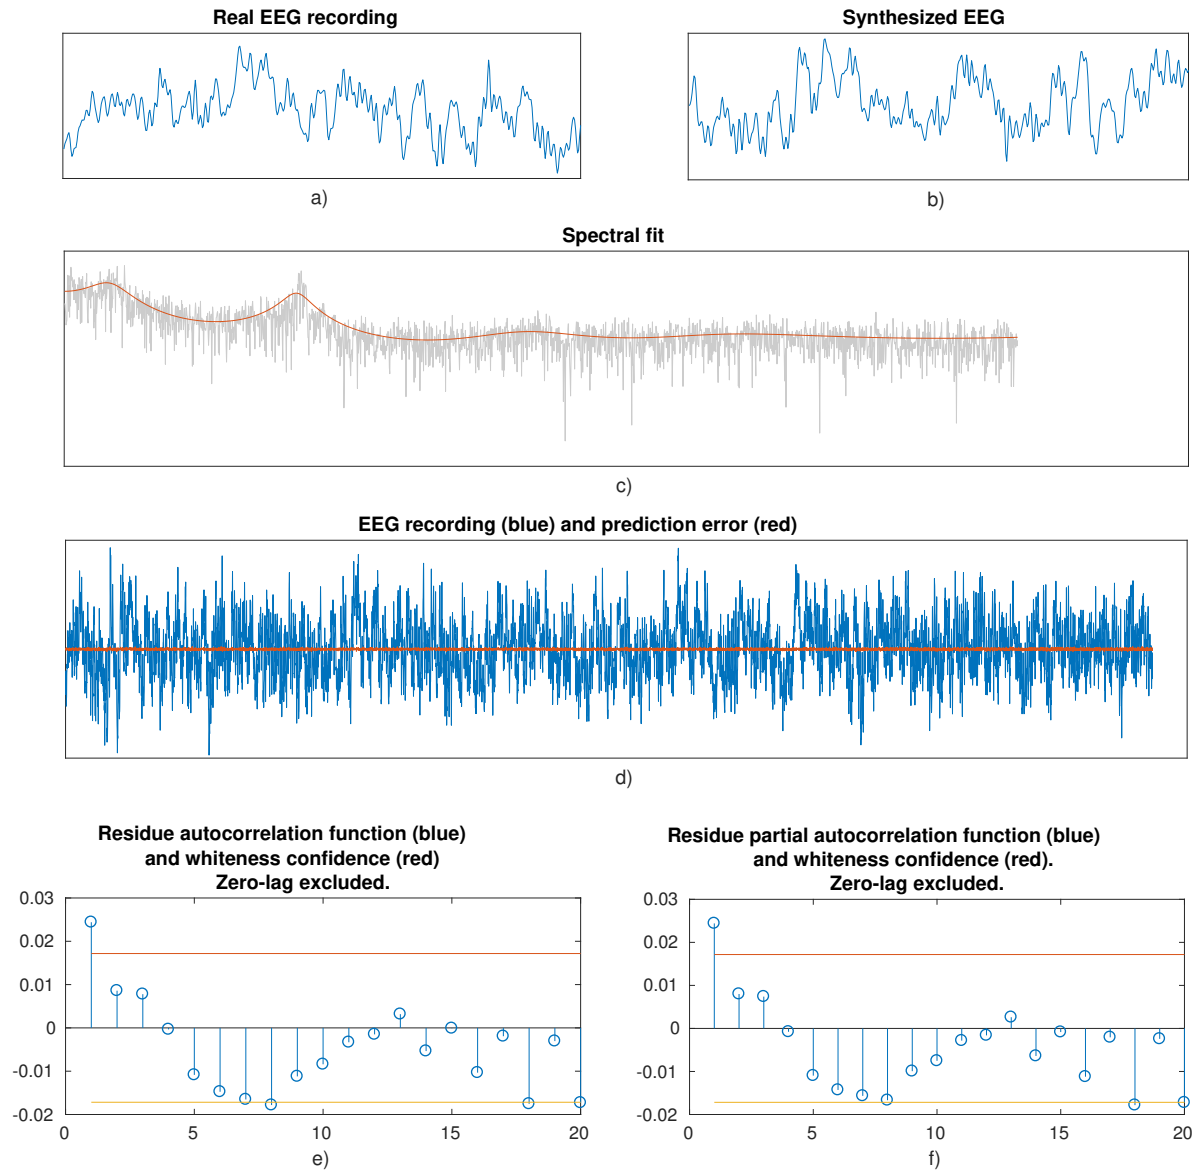 Real EEG recording
Synthesized EEG
a)
b)
Spectral fit
c)
EEG recording (blue) and prediction error (red)
d)
Residue autocorrelation function (blue)
and whiteness confidence (red)
Zero-lag excluded.
0.03
0.02
0.01
0
-0.01
-0.02
0
5
10
15
20
e)
Residue partial autocorrelation function (blue)
and whiteness confidence (red).
Zero-lag excluded.
0.03
0.02
0.01
0
-0.01
-0.02
0
5
10
15
20
f)